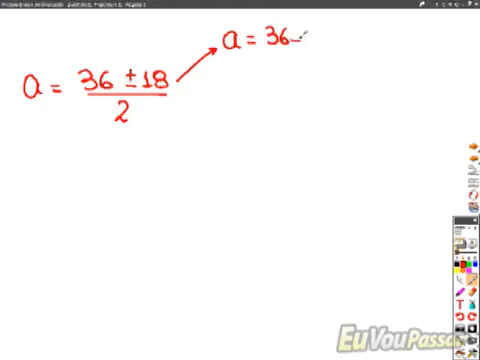 a = 36 -
a = 36 ± 18
2
EuVouPassar